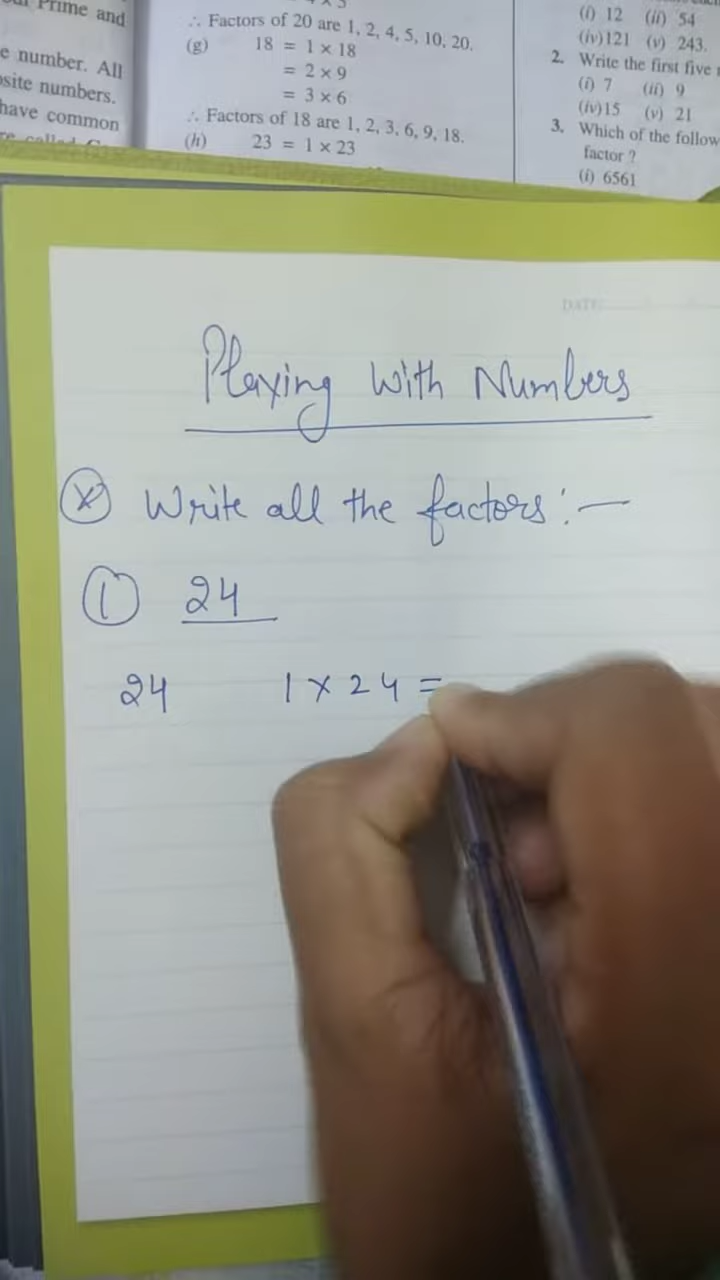 Prime and
e number. All
site numbers.
have common
∴ Factors of 20 are 1, 2, 4, 5, 10, 20.
(g) 18 = 1 × 18
= 2 × 9
= 3 × 6
∴ Factors of 18 are 1, 2, 3, 6, 9, 18.
(h) 23 = 1 × 23
(i) 12 (ii) 54
(iv)121 (v) 243.
2. Write the first five
(i) 7 (ii) 9
(iv)15 (v) 21
3. Which of the follow
factor ?
(i) 6561
DATE
Playing With Numbers
Write all the factors :—
① 24
24 1 × 24 =